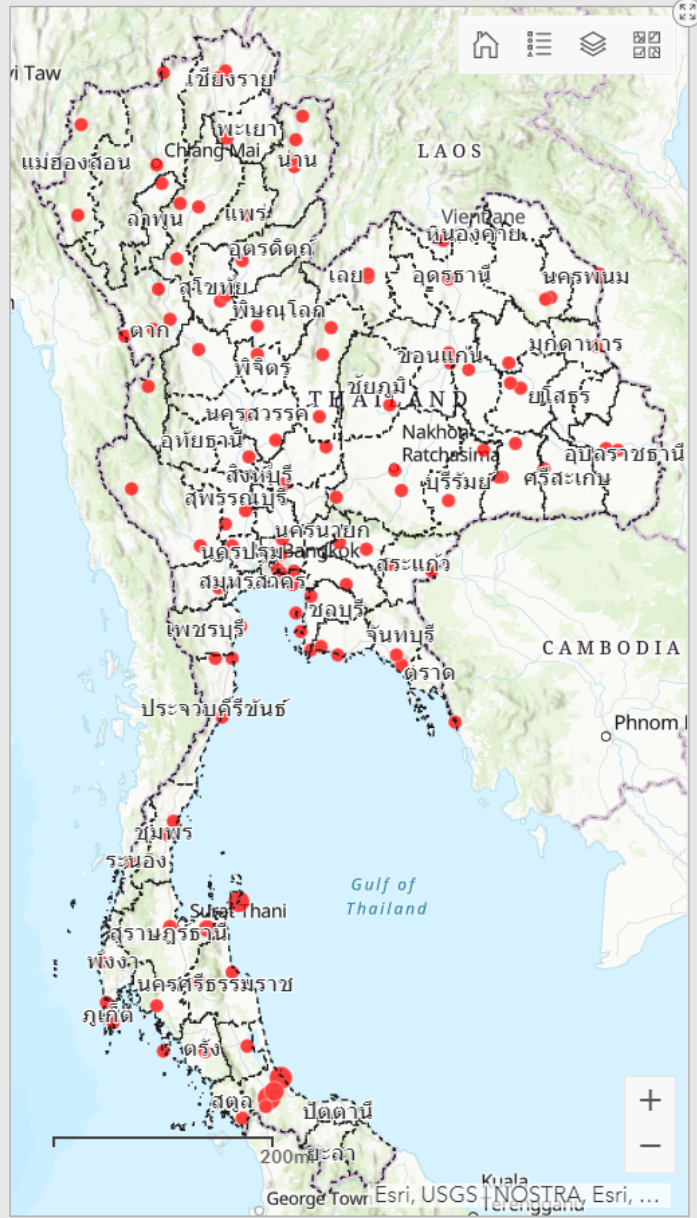 vi Taw
เชียงราย
พะเยา
Chiang Mai
แม่ฮ่องสอน
น่าน
LAOS
ลำพูน
แพร่
Vientiane
หนองคาย
อุตรดิตถ์
เลย
อุดรธานี
นครพนม
สุโขทัย
พิษณุโลก
ตาก
มุกดาหาร
ขอนแก่น
พิจิตร
ชัยภูมิ
ยโสธร
THAILAND
นครสวรรค์
อุทัยธานี
Nakhon
Ratchasima
อุบลราชธานี
สิงห์บุรี
บุรีรัมย์
ศรีสะเกษ
สุพรรณบุรี
นครนายก
นครปฐม
Bangkok
สระแก้ว
สมุทรสาคร
ชลบุรี
เพชรบุรี
จันทบุรี
CAMBODIA
ตราด
ประจวบคีรีขันธ์
Phnom
ชุมพร
ระนอง
Gulf of
Thailand
Surat Thani
สุราษฎร์ธานี
พังงา
นครศรีธรรมราช
ภูเก็ต
ตรัง
สตูล
ปัตตานี
+
−
200mi
ยะลา
Kuala
Terengganu
George Town
Esri, USGS | NOSTRA, Esri, ...